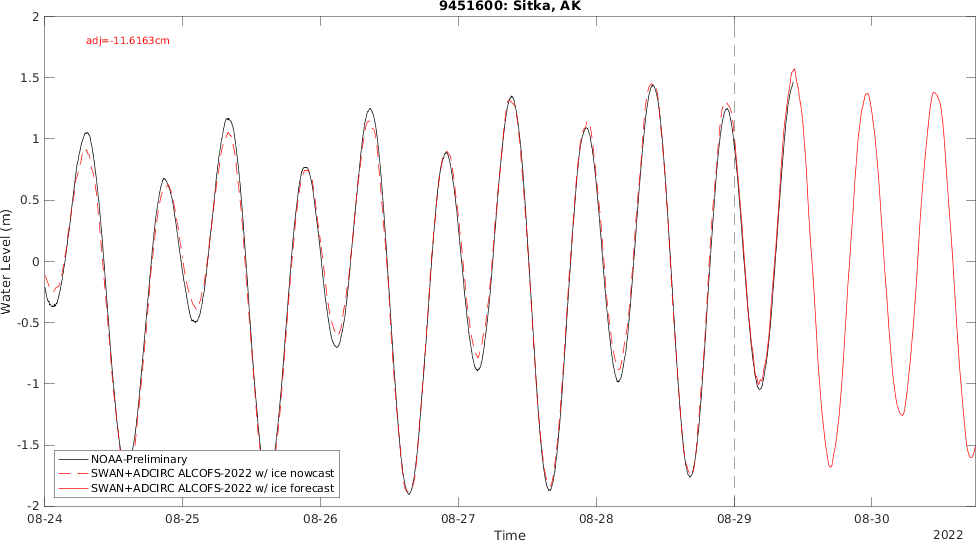 9451600: Sitka, AK
adj=-11.6163cm
2
1.5
1
0.5
0
-0.5
-1
-1.5
-2
Water Level (m)
NOAA-Preliminary
SWAN+ADCIRC ALCOFS-2022 w/ ice nowcast
SWAN+ADCIRC ALCOFS-2022 w/ ice forecast
08-24 08-25 08-26 08-27 08-28 08-29 08-30
Time
2022